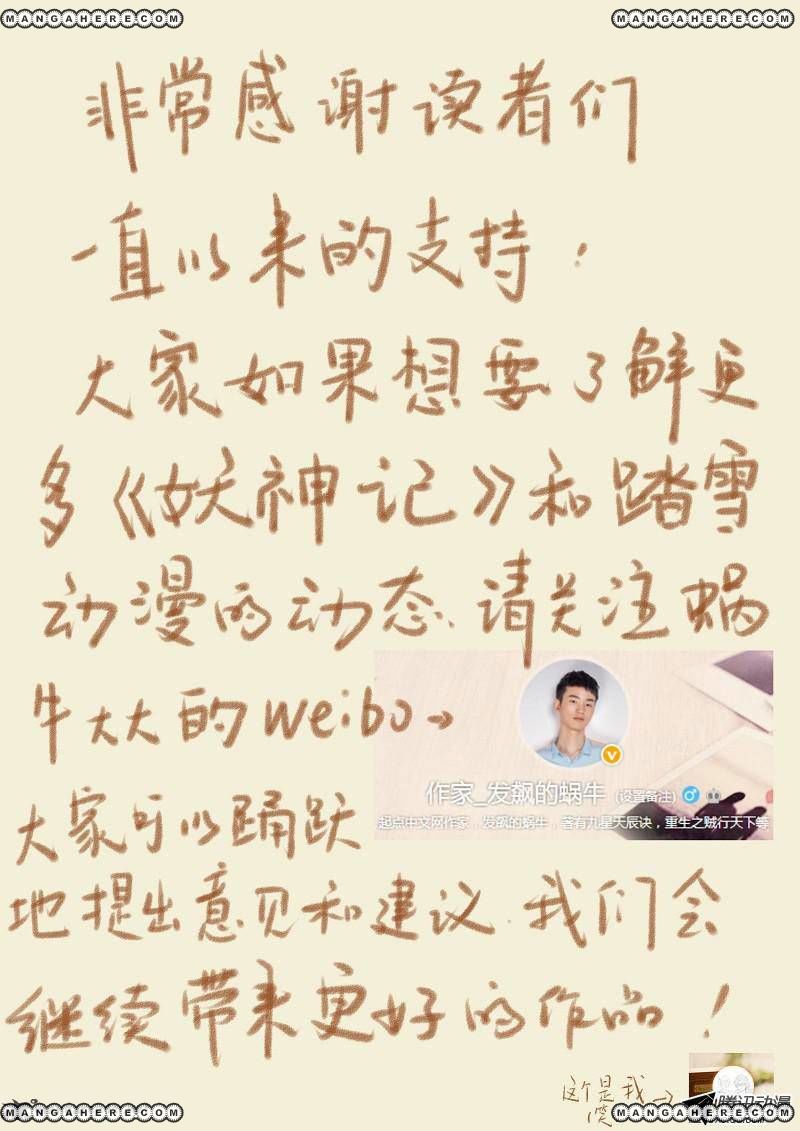 MANGAHERE.COM MANGAHERE.COM
非常感谢读者们
一直以来的支持！
大家如果想要了解更
多《妖神记》和踏雪
动漫的动态、请关注蜗
牛大大的weibo→
作家_发飙的蜗牛 (设置备注)
起点中文网作家，发飙的蜗牛，著有九星天辰诀，重生之贼行天下等
大家可以踊跃
地提出意见和建议．我们会
继续带来更好的作品！
这个是我→
笑
腾讯动漫
MANGAHERE.COM MANGAHERE.COM